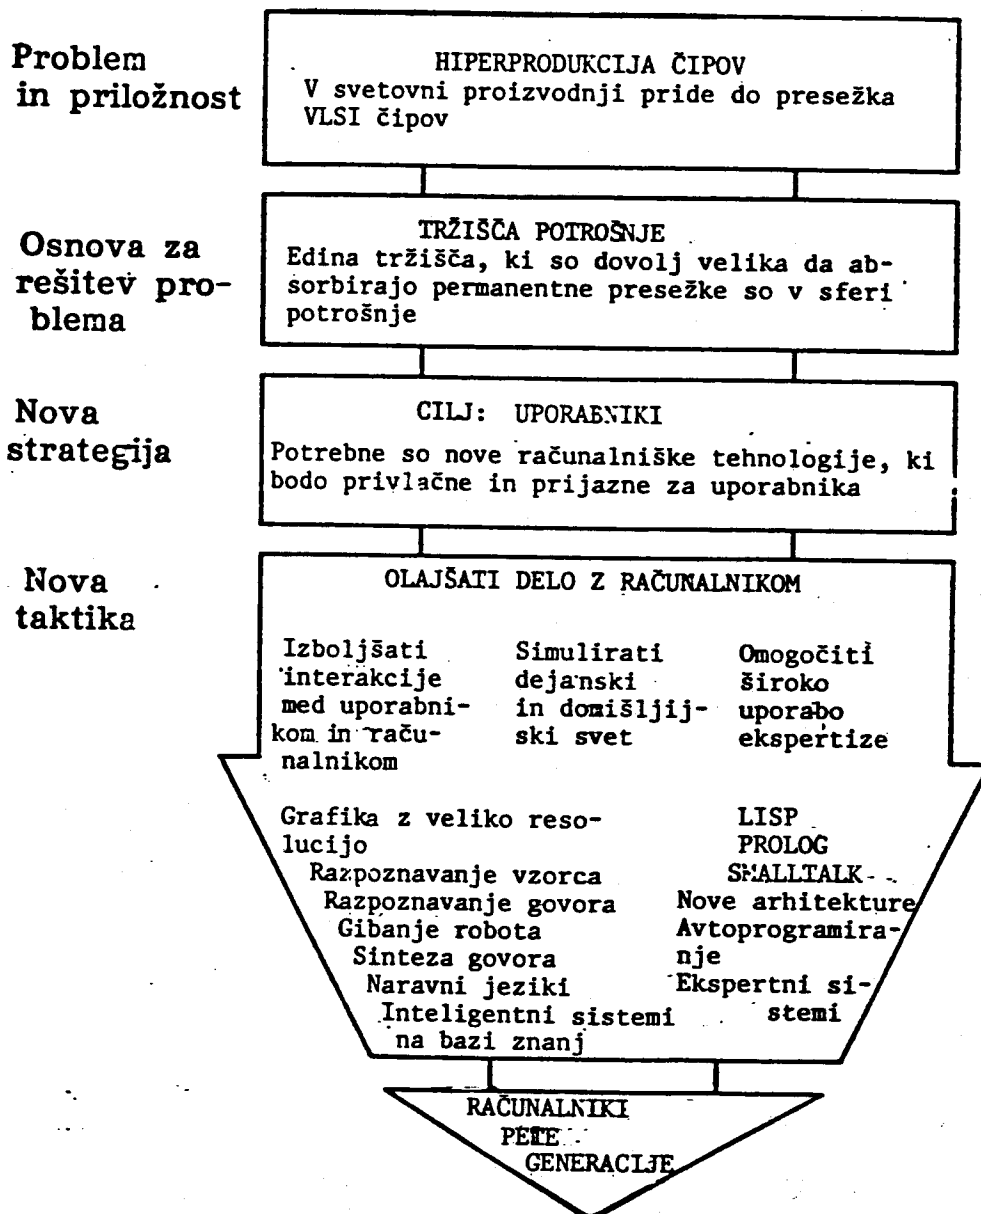 Problem
in priložnost
HIPERPRODUKCIJA ČIPOV
V svetovni proizvodnji pride do presežka
VLSI čipov
Osnova za
rešitev pro-
blema
TRŽIŠČA POTROŠNJE
Edina tržišča, ki so dovolj velika da ab-
sorbirajo permanentne presežke so v sferi
potrošnje
Nova
strategija
CILJ: UPORABNIKI
Potrebne so nove računalniške tehnologije, ki
bodo privlačne in prijazne za uporabnika
Nova
taktika
OLAJŠATI DELO Z RAČUNALNIKOM
Izboljšati
interakcije
med uporabni-
kom in raču-
nalnikom
Simulirati
dejanski
in domišljij-
ski svet
Omogočiti
široko
uporabo
ekspertize
Grafika z veliko reso-
lucijo
Razpoznavanje vzorca
Razpoznavanje govora
Gibanje robota
Sinteza govora
Naravni jeziki
Inteligentni sistemi
na bazi znanj
LISP
PROLOG
SMALLTALK
Nove arhitekture
Avtoprogramira-
nje
Ekspertni si-
stemi
RAČUNALNIKI
PETE
GENERACIJE